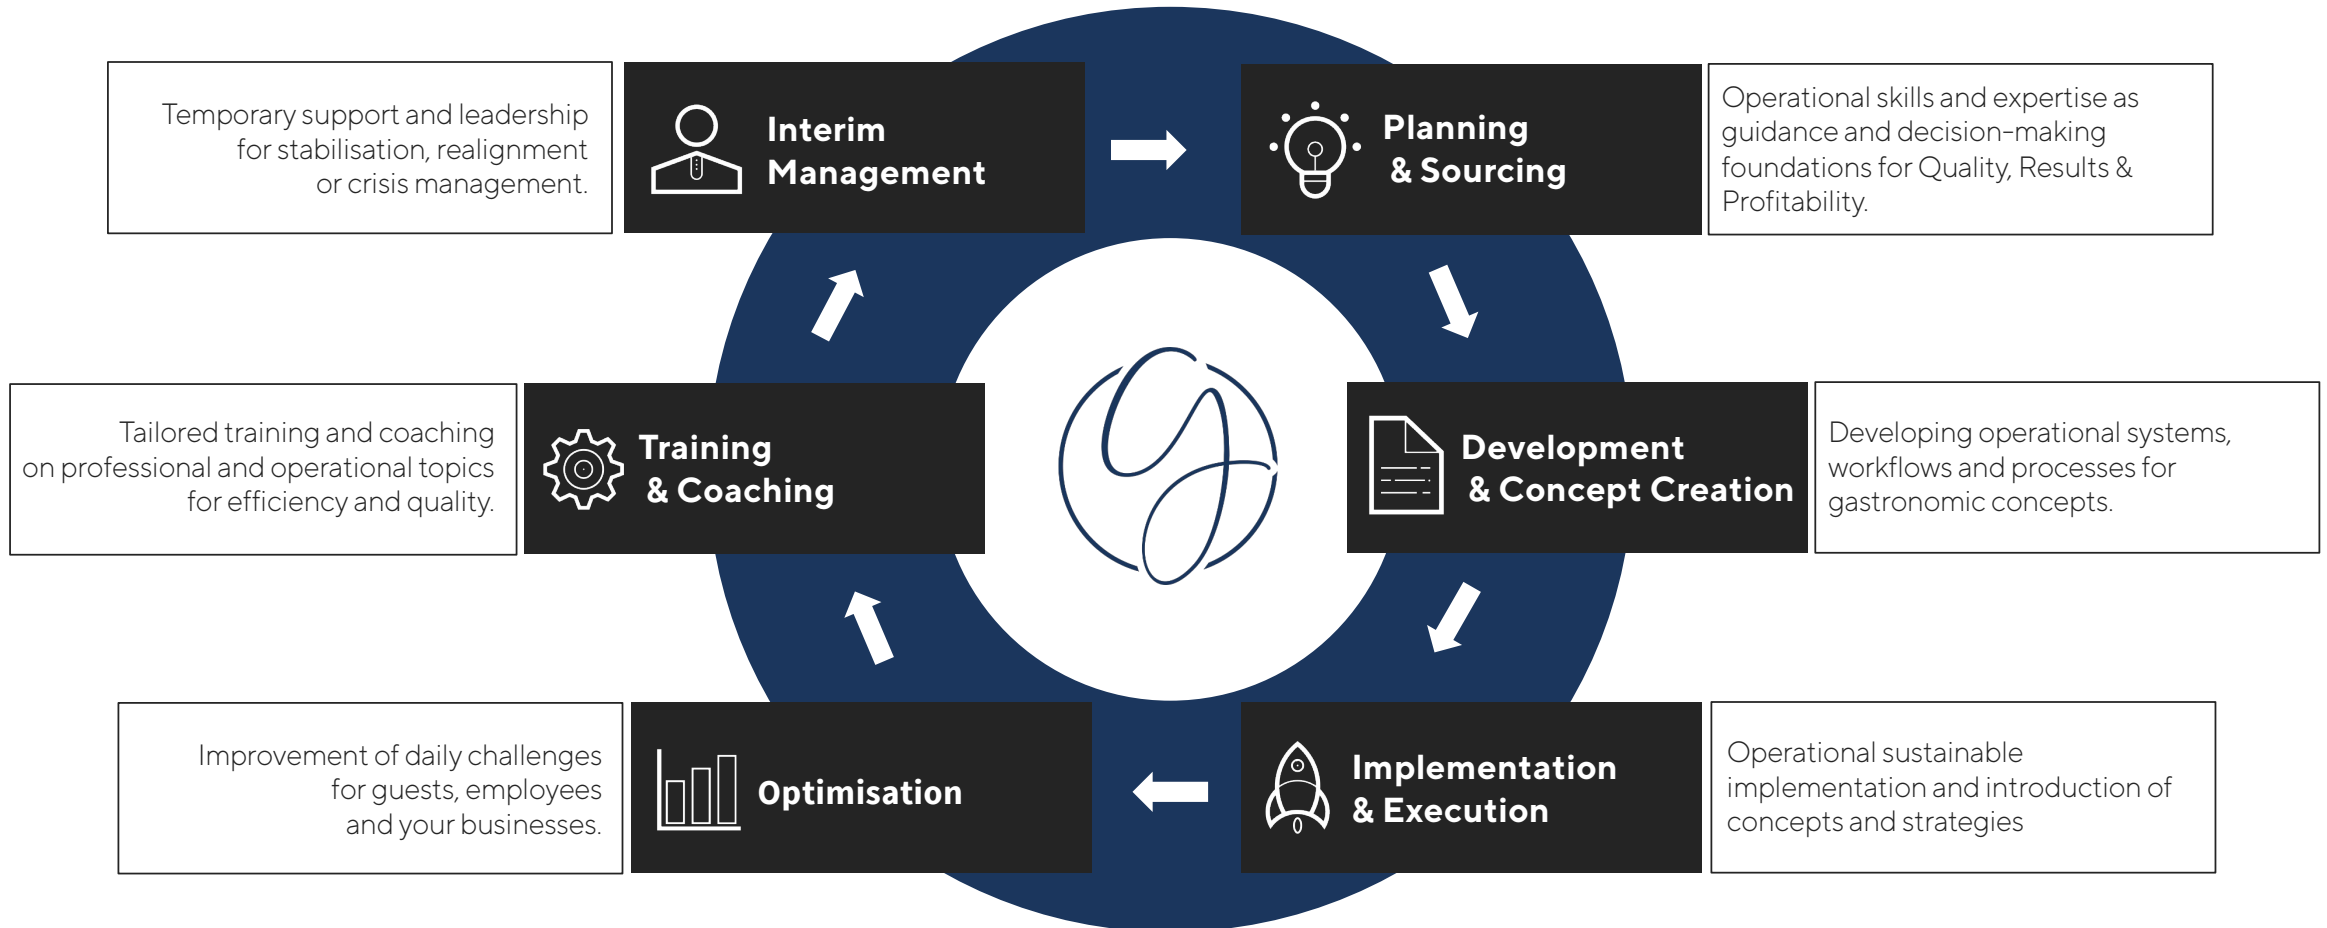 Temporary support and leadership
for stabilisation, realignment
or crisis management.
Interim
Management
Planning
& Sourcing
Operational skills and expertise as
guidance and decision-making
foundations for Quality, Results &
Profitability.
Tailored training and coaching
on professional and operational topics
for efficiency and quality.
Training
& Coaching
Development
& Concept Creation
Developing operational systems,
workflows and processes for
gastronomic concepts.
Improvement of daily challenges
for guests, employees
and your businesses.
Optimisation
Implementation
& Execution
Operational sustainable
implementation and introduction of
concepts and strategies